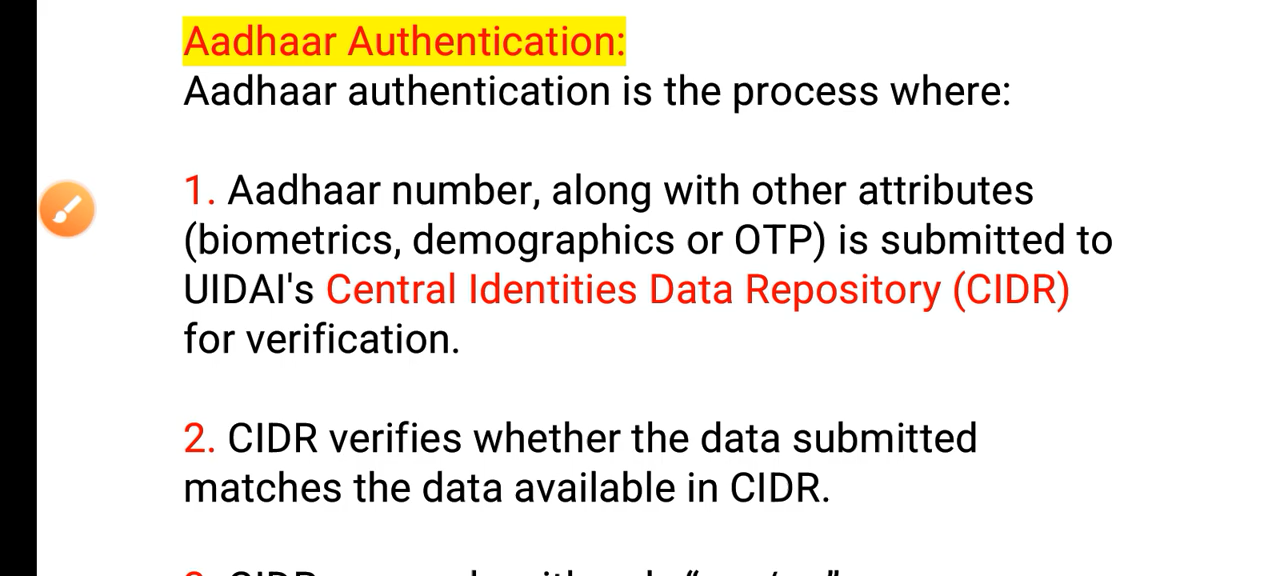 Aadhaar Authentication:
Aadhaar authentication is the process where:
1. Aadhaar number, along with other attributes
(biometrics, demographics or OTP) is submitted to
UIDAI's Central Identities Data Repository (CIDR)
for verification.
2. CIDR verifies whether the data submitted
matches the data available in CIDR.